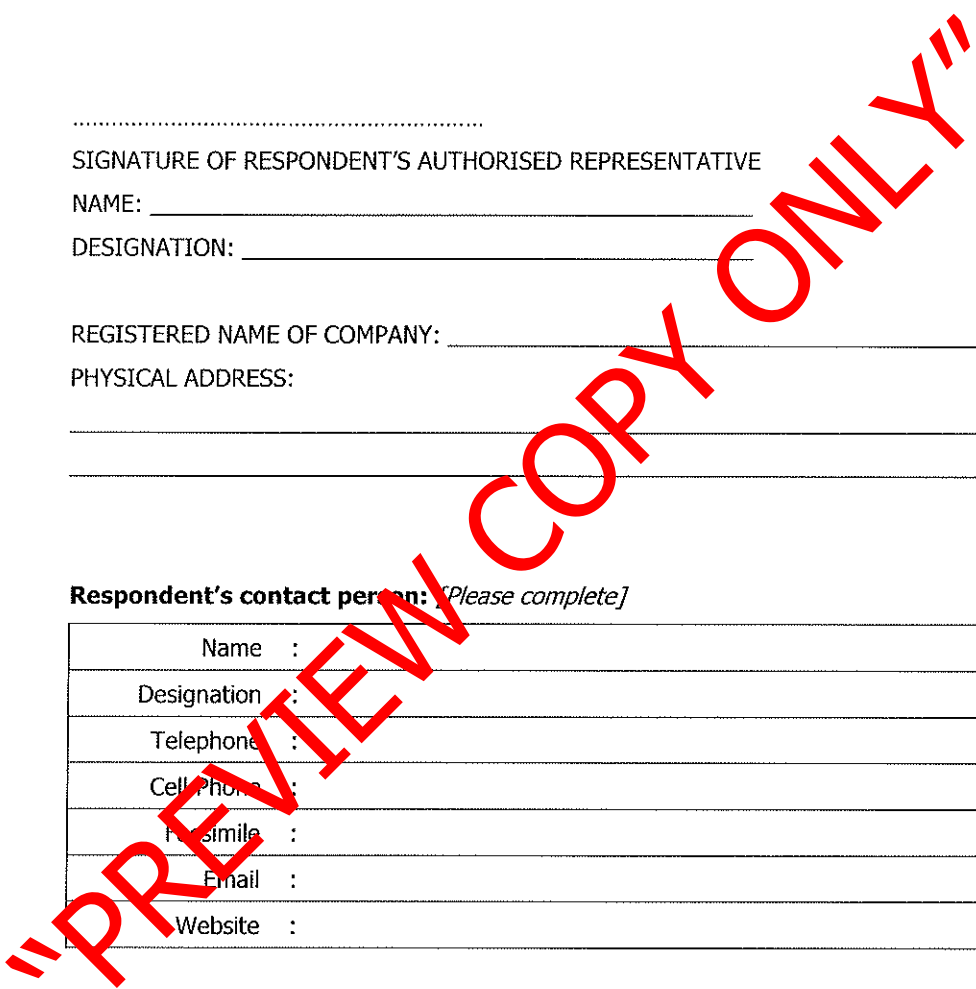 SIGNATURE OF RESPONDENT'S AUTHORISED REPRESENTATIVE
NAME:
DESIGNATION:
REGISTERED NAME OF COMPANY:
PHYSICAL ADDRESS:
Respondent's contact person: [Please complete]
Name :
Designation :
Telephone :
Cell Phone :
Facsimile :
Email :
Website :
"PREVIEW COPY ONLY"